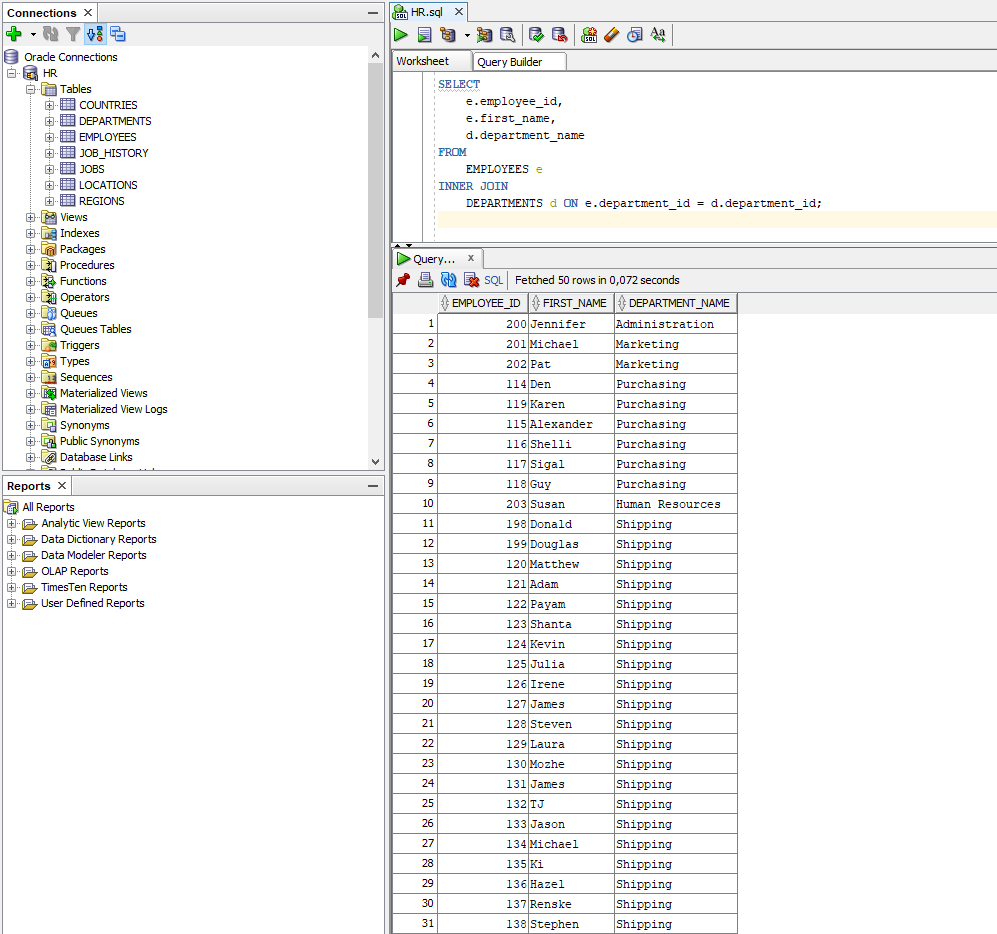 Connections
Oracle Connections
HR
Tables
COUNTRIES
DEPARTMENTS
EMPLOYEES
JOB_HISTORY
JOBS
LOCATIONS
REGIONS
Views
Indexes
Packages
Procedures
Functions
Operators
Queues
Queues Tables
Triggers
Types
Sequences
Materialized Views
Materialized View Logs
Synonyms
Public Synonyms
Database Links
Reports
All Reports
Analytic View Reports
Data Dictionary Reports
Data Modeler Reports
OLAP Reports
TimesTen Reports
User Defined Reports
HR.sql
Worksheet Query Builder
SELECT
e.employee_id,
e.first_name,
d.department_name
FROM
EMPLOYEES e
INNER JOIN
DEPARTMENTS d ON e.department_id = d.department_id;
Query...
SQL Fetched 50 rows in 0,072 seconds
EMPLOYEE_ID FIRST_NAME DEPARTMENT_NAME
1 200 Jennifer Administration
2 201 Michael Marketing
3 202 Pat Marketing
4 114 Den Purchasing
5 119 Karen Purchasing
6 115 Alexander Purchasing
7 116 Shelli Purchasing
8 117 Sigal Purchasing
9 118 Guy Purchasing
10 203 Susan Human Resources
11 198 Donald Shipping
12 199 Douglas Shipping
13 120 Matthew Shipping
14 121 Adam Shipping
15 122 Payam Shipping
16 123 Shanta Shipping
17 124 Kevin Shipping
18 125 Julia Shipping
19 126 Irene Shipping
20 127 James Shipping
21 128 Steven Shipping
22 129 Laura Shipping
23 130 Mozhe Shipping
24 131 James Shipping
25 132 TJ Shipping
26 133 Jason Shipping
27 134 Michael Shipping
28 135 Ki Shipping
29 136 Hazel Shipping
30 137 Renske Shipping
31 138 Stephen Shipping